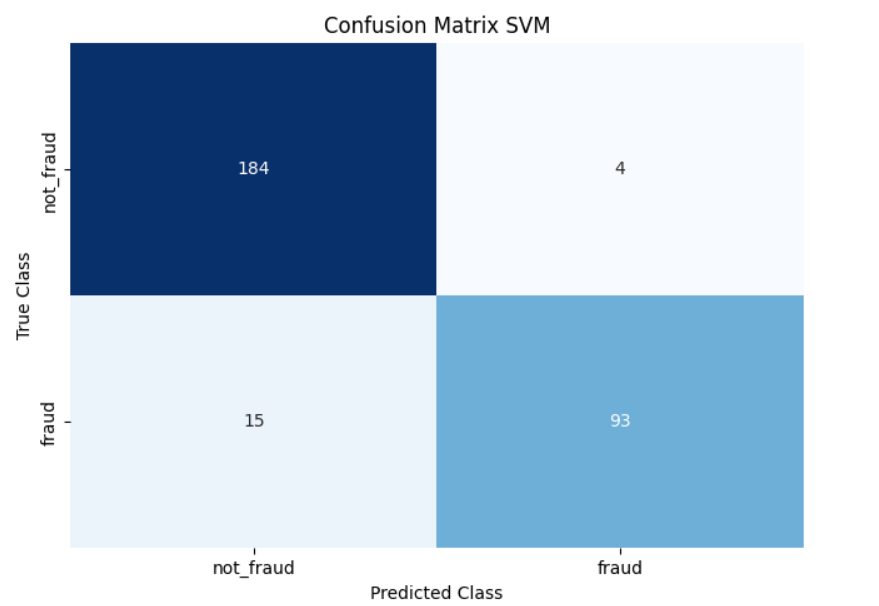 Confusion Matrix SVM
not_fraud
184
4
True Class
fraud
15
93
not_fraud
fraud
Predicted Class